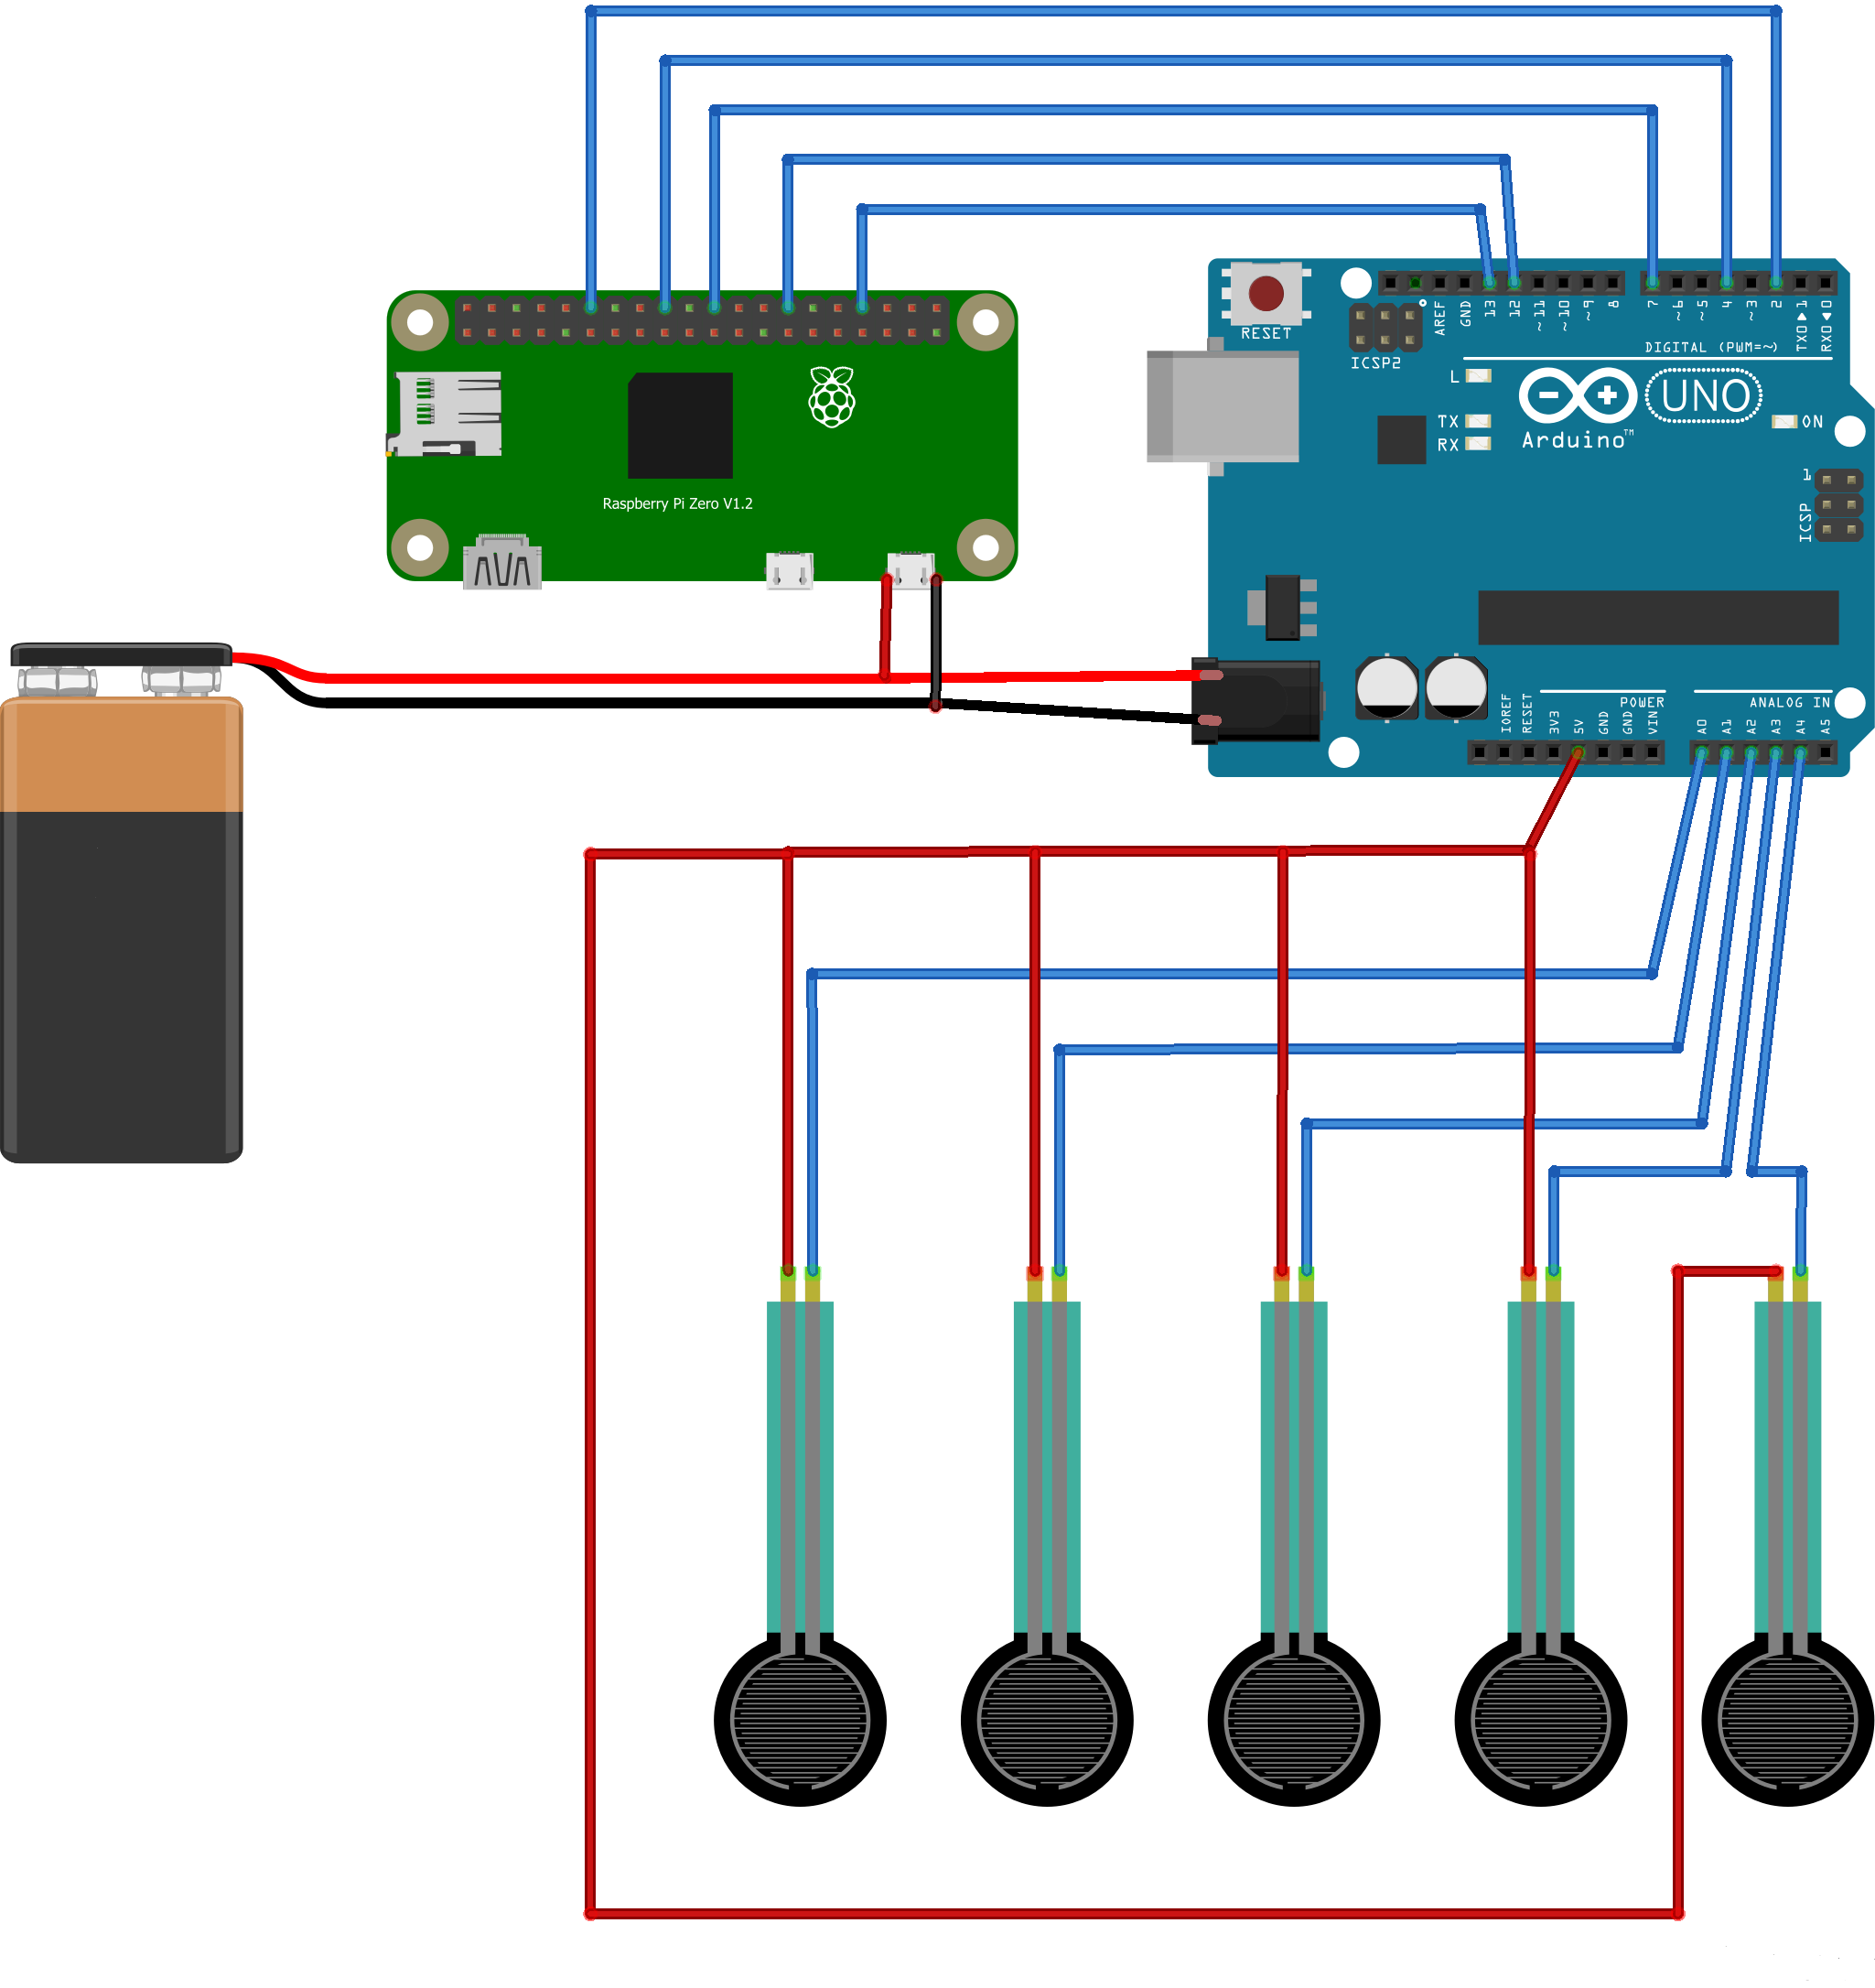 Raspberry Pi Zero V1.2
RESET
ICSP2
AREF
GND
13
12
~11
~10
~9
8
7
~6
~5
4
~3
2
TX0 ▶ 1
RX0 ◀ 0
DIGITAL (PWM=~)
L
TX
RX
Arduino™
UNO
ON
1
ICSP
POWER
ANALOG IN
IOREF
RESET
3V3
5V
GND
GND
VIN
A0
A1
A2
A3
A4
A5